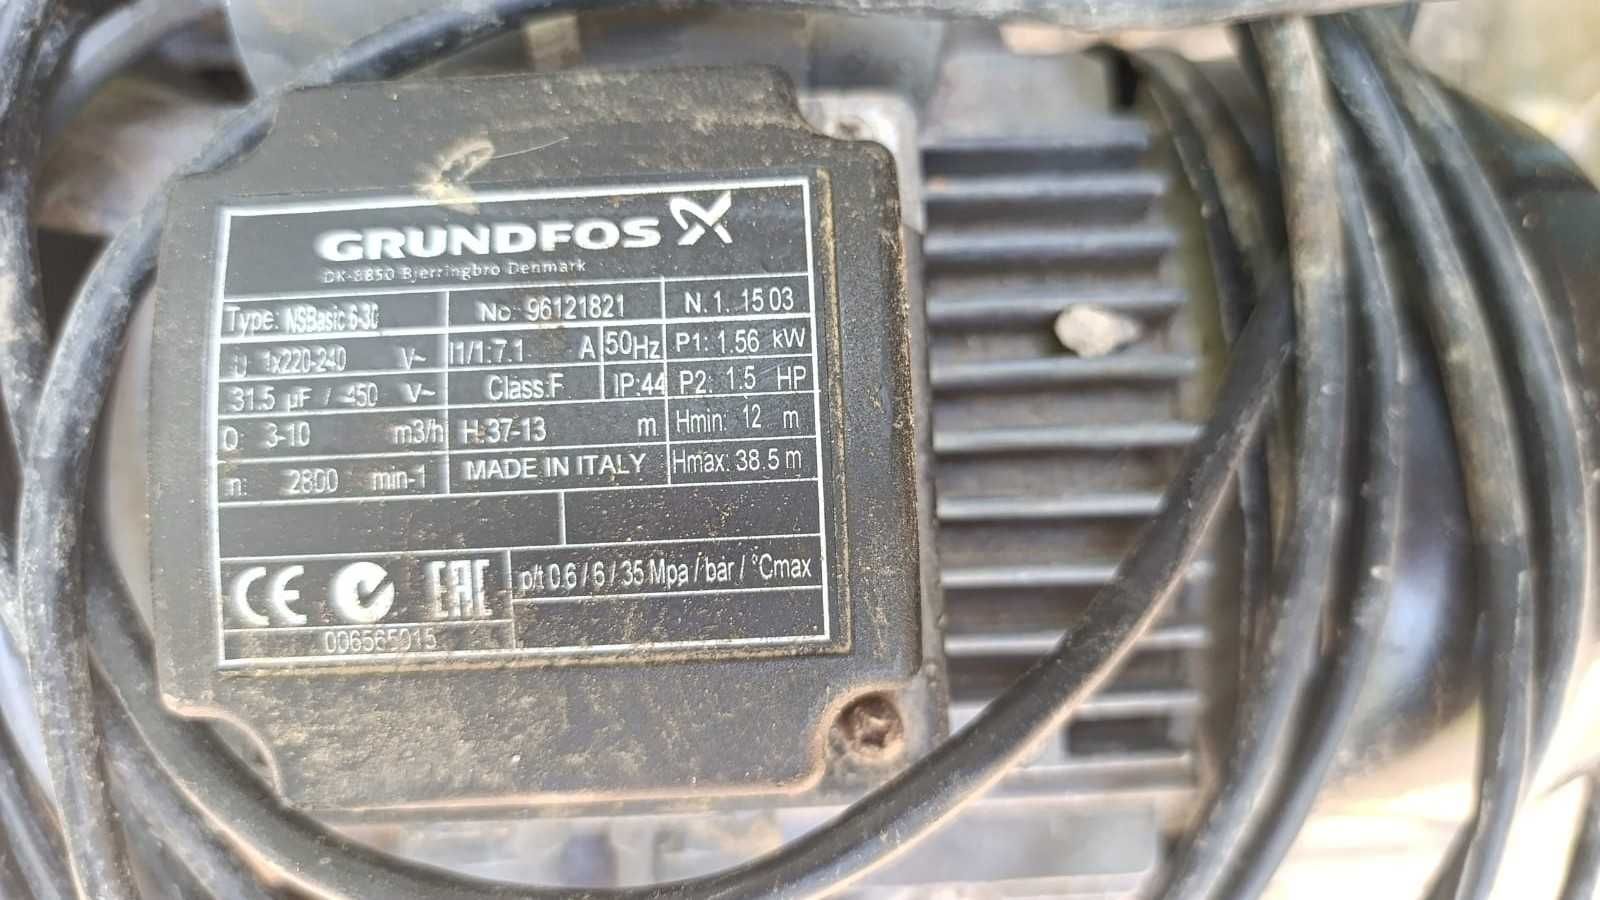 GRUNDFOS
DK-8850 Bjerringbro Denmark
Type: NSBasic 6-30 No: 96121821 N.1. 15 03
U 1x220-240 V~ I1/1:7.1 A 50Hz P1: 1.56 kW
31.5 µF / 450 V~ Class:F IP:44 P2: 1.5 HP
Q: 3-10 m3/h H:37-13 m Hmin: 12 m
n: 2800 min-1 MADE IN ITALY Hmax: 38.5 m
CE EAC p/t 0.6 / 6 / 35 Mpa / bar / °Cmax
006565015